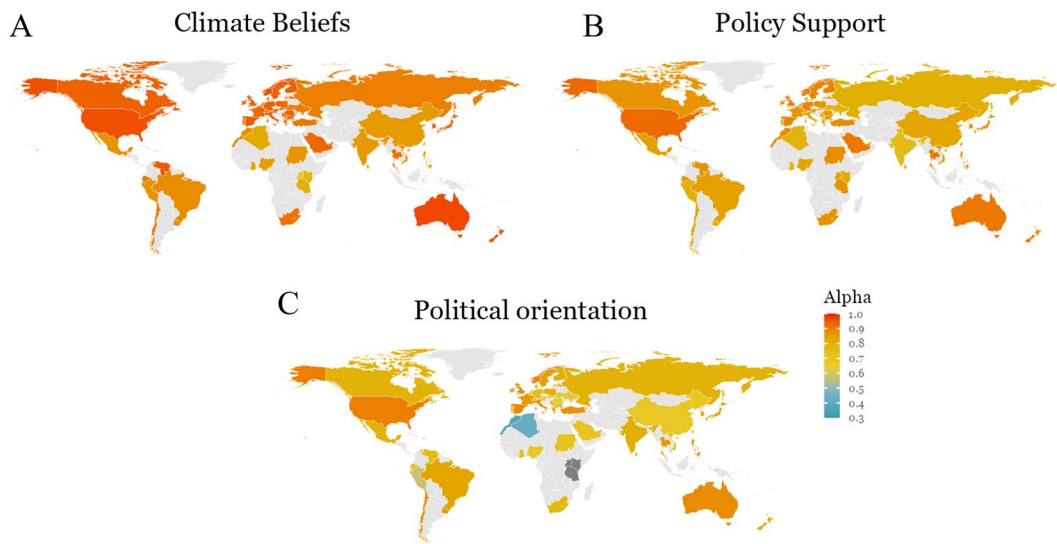 A
Climate Beliefs
B
Policy Support
C
Political orientation
Alpha
1.0
0.9
0.8
0.7
0.6
0.5
0.4
0.3